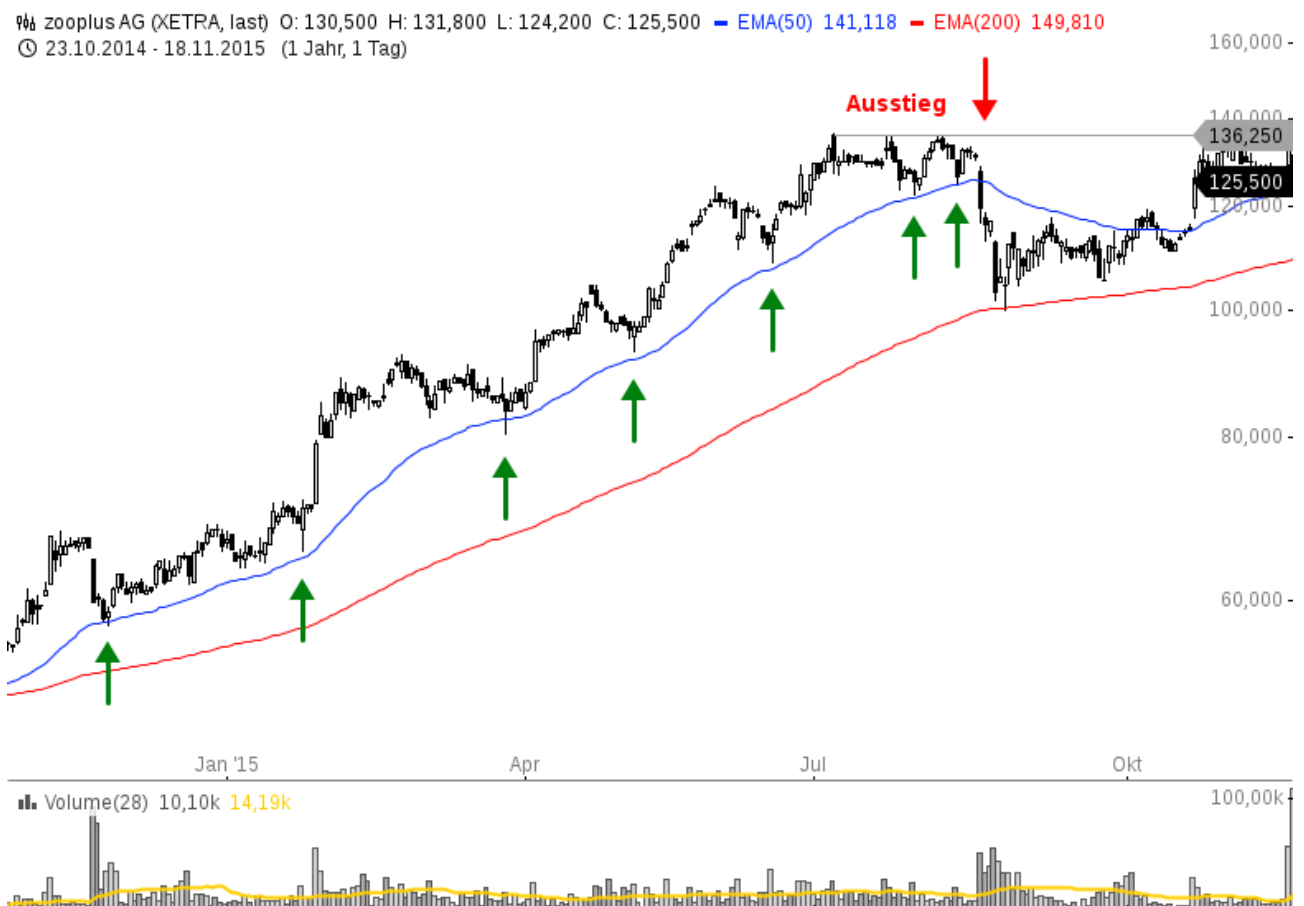 zooplus AG (XETRA, last) O: 130,500 H: 131,800 L: 124,200 C: 125,500 EMA(50) 141,118 EMA(200) 149,810
23.10.2014 - 18.11.2015 (1 Jahr, 1 Tag)
160,000
Ausstieg
140,000
136,250
125,500
120,000
100,000
80,000
60,000
Jan '15 Apr Jul Okt
Volume(28) 10,10k 14,19k
100,00k